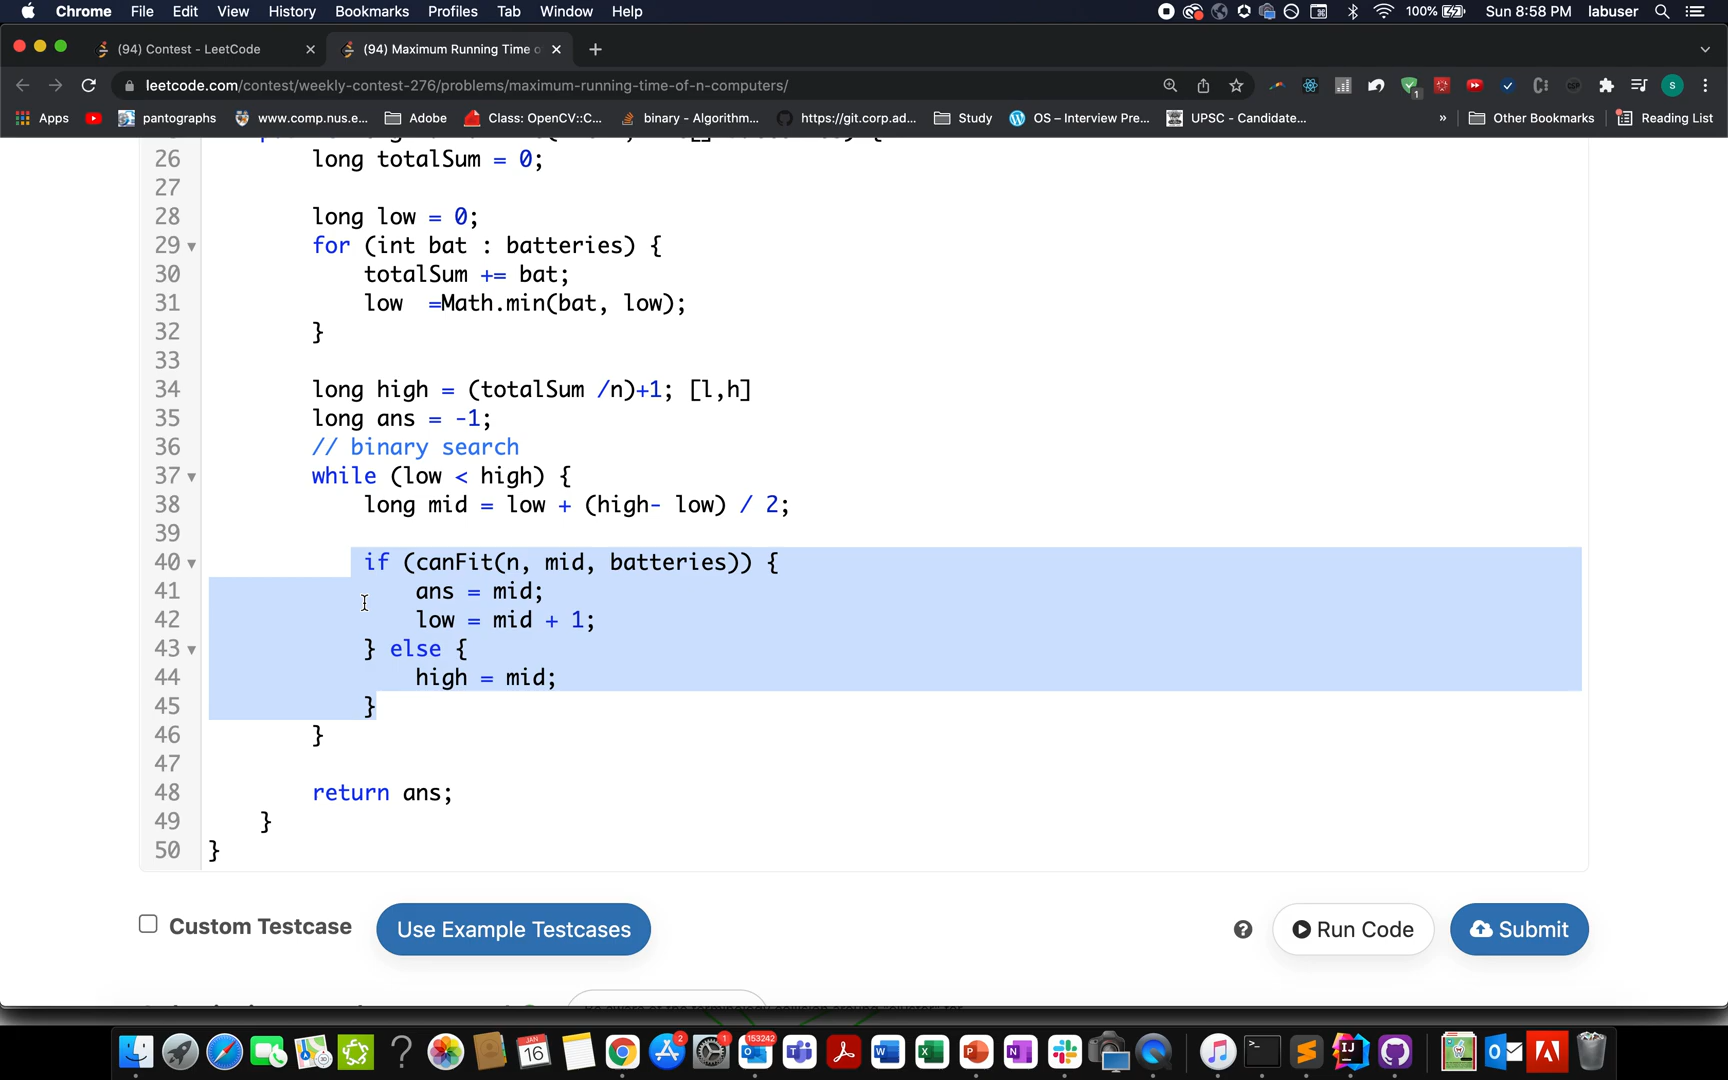 Chrome File Edit View History Bookmarks Profiles Tab Window Help 100% Sun 8:58 PM labuser
(94) Contest - LeetCode (94) Maximum Running Time o
leetcode.com/contest/weekly-contest-276/problems/maximum-running-time-of-n-computers/
Apps pantographs www.comp.nus.e... Adobe Class: OpenCV::C... binary - Algorithm... https://git.corp.ad... Study OS – Interview Pre... UPSC - Candidate... » Other Bookmarks Reading List
26 long totalSum = 0;
27
28 long low = 0;
29 for (int bat : batteries) {
30 totalSum += bat;
31 low =Math.min(bat, low);
32 }
33
34 long high = (totalSum /n)+1; [l,h]
35 long ans = -1;
36 // binary search
37 while (low < high) {
38 long mid = low + (high- low) / 2;
39
40 if (canFit(n, mid, batteries)) {
41 ans = mid;
42 low = mid + 1;
43 } else {
44 high = mid;
45 }
46 }
47
48 return ans;
49 }
50 }
Custom Testcase Use Example Testcases Run Code Submit
JAN 16 2 1 153242